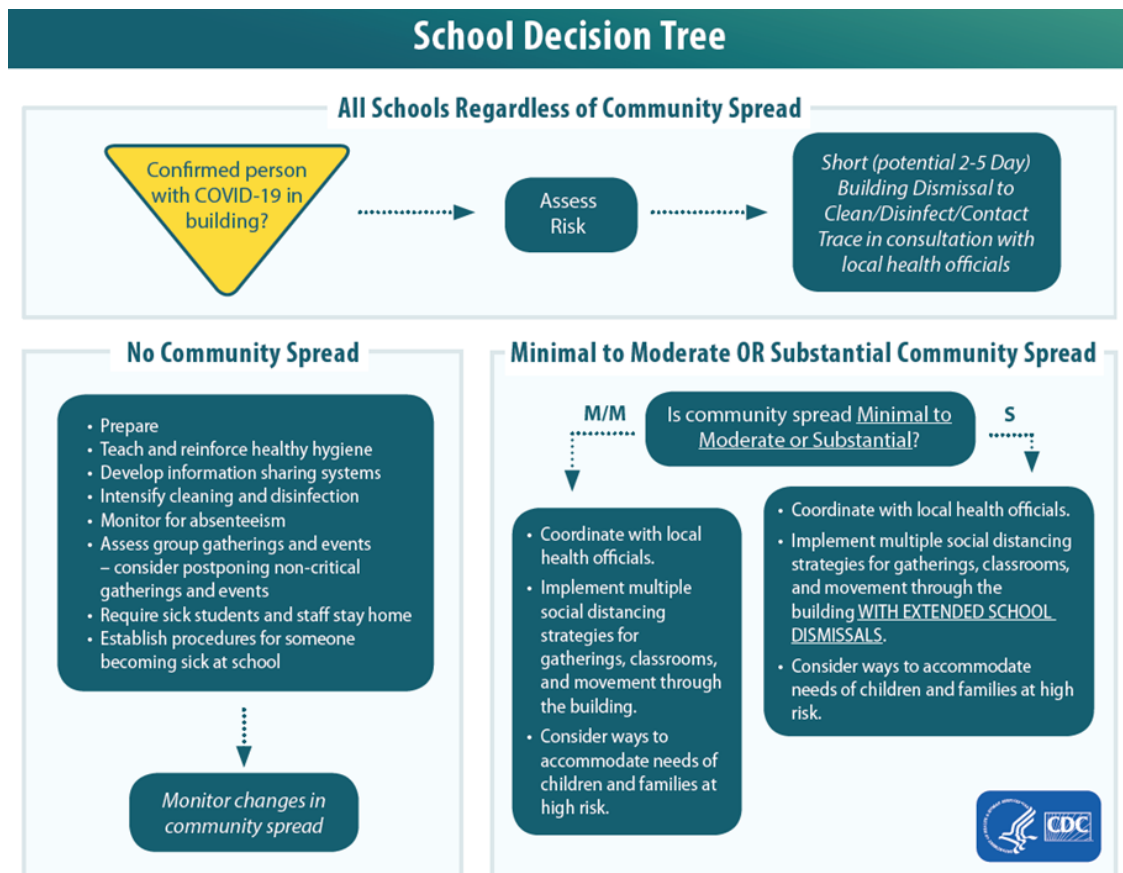 School Decision Tree
All Schools Regardless of Community Spread
Confirmed person
with COVID-19 in
building?
Assess
Risk
Short (potential 2-5 Day)
Building Dismissal to
Clean/Disinfect/Contact
Trace in consultation with
local health officials
No Community Spread
• Prepare
• Teach and reinforce healthy hygiene
• Develop information sharing systems
• Intensify cleaning and disinfection
• Monitor for absenteeism
• Assess group gatherings and events
– consider postponing non-critical
gatherings and events
• Require sick students and staff stay home
• Establish procedures for someone
becoming sick at school
Monitor changes in
community spread
Minimal to Moderate OR Substantial Community Spread
M/M
Is community spread Minimal to
Moderate or Substantial?
S
• Coordinate with local
health officials.
• Implement multiple
social distancing
strategies for
gatherings, classrooms,
and movement through
the building.
• Consider ways to
accommodate needs of
children and families at
high risk.
• Coordinate with local health officials.
• Implement multiple social distancing
strategies for gatherings, classrooms,
and movement through the
building WITH EXTENDED SCHOOL
DISMISSALS.
• Consider ways to accommodate
needs of children and families at high
risk.
CDC